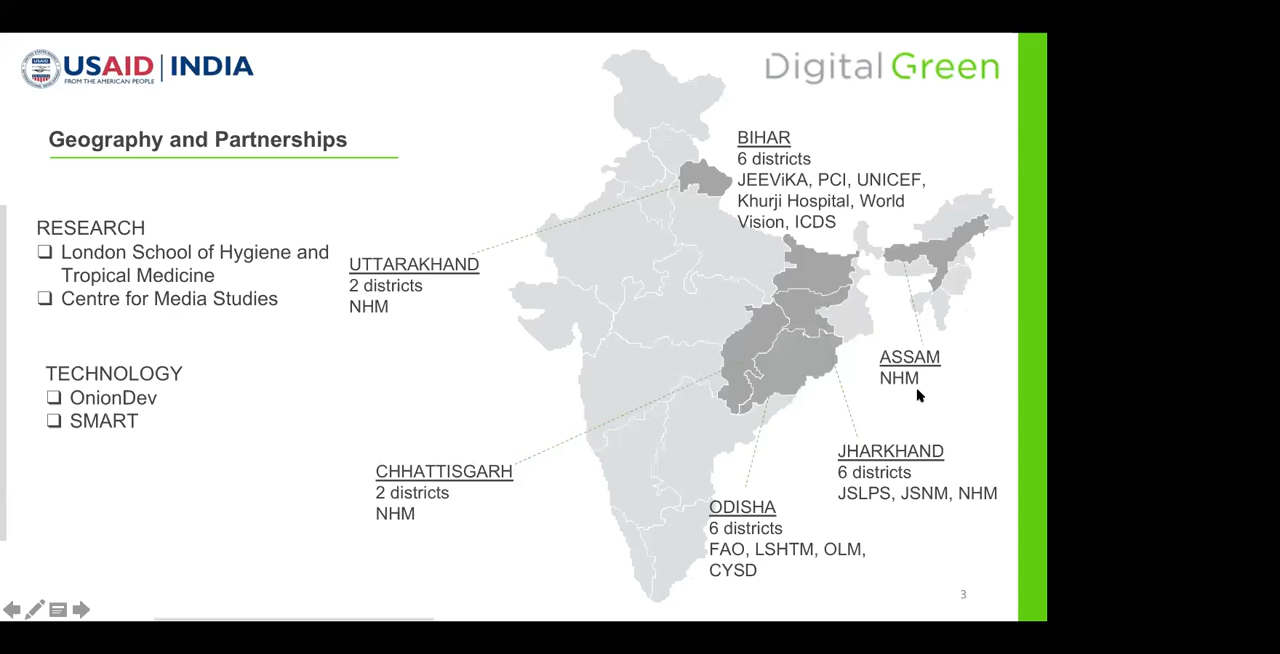 USAID | INDIA
FROM THE AMERICAN PEOPLE
Digital Green
Geography and Partnerships
RESEARCH
London School of Hygiene and
Tropical Medicine
Centre for Media Studies
TECHNOLOGY
OnionDev
SMART
UTTARAKHAND
2 districts
NHM
BIHAR
6 districts
JEEViKA, PCI, UNICEF,
Khurji Hospital, World
Vision, ICDS
ASSAM
NHM
CHHATTISGARH
2 districts
NHM
JHARKHAND
6 districts
JSLPS, JSNM, NHM
ODISHA
6 districts
FAO, LSHTM, OLM,
CYSD
3